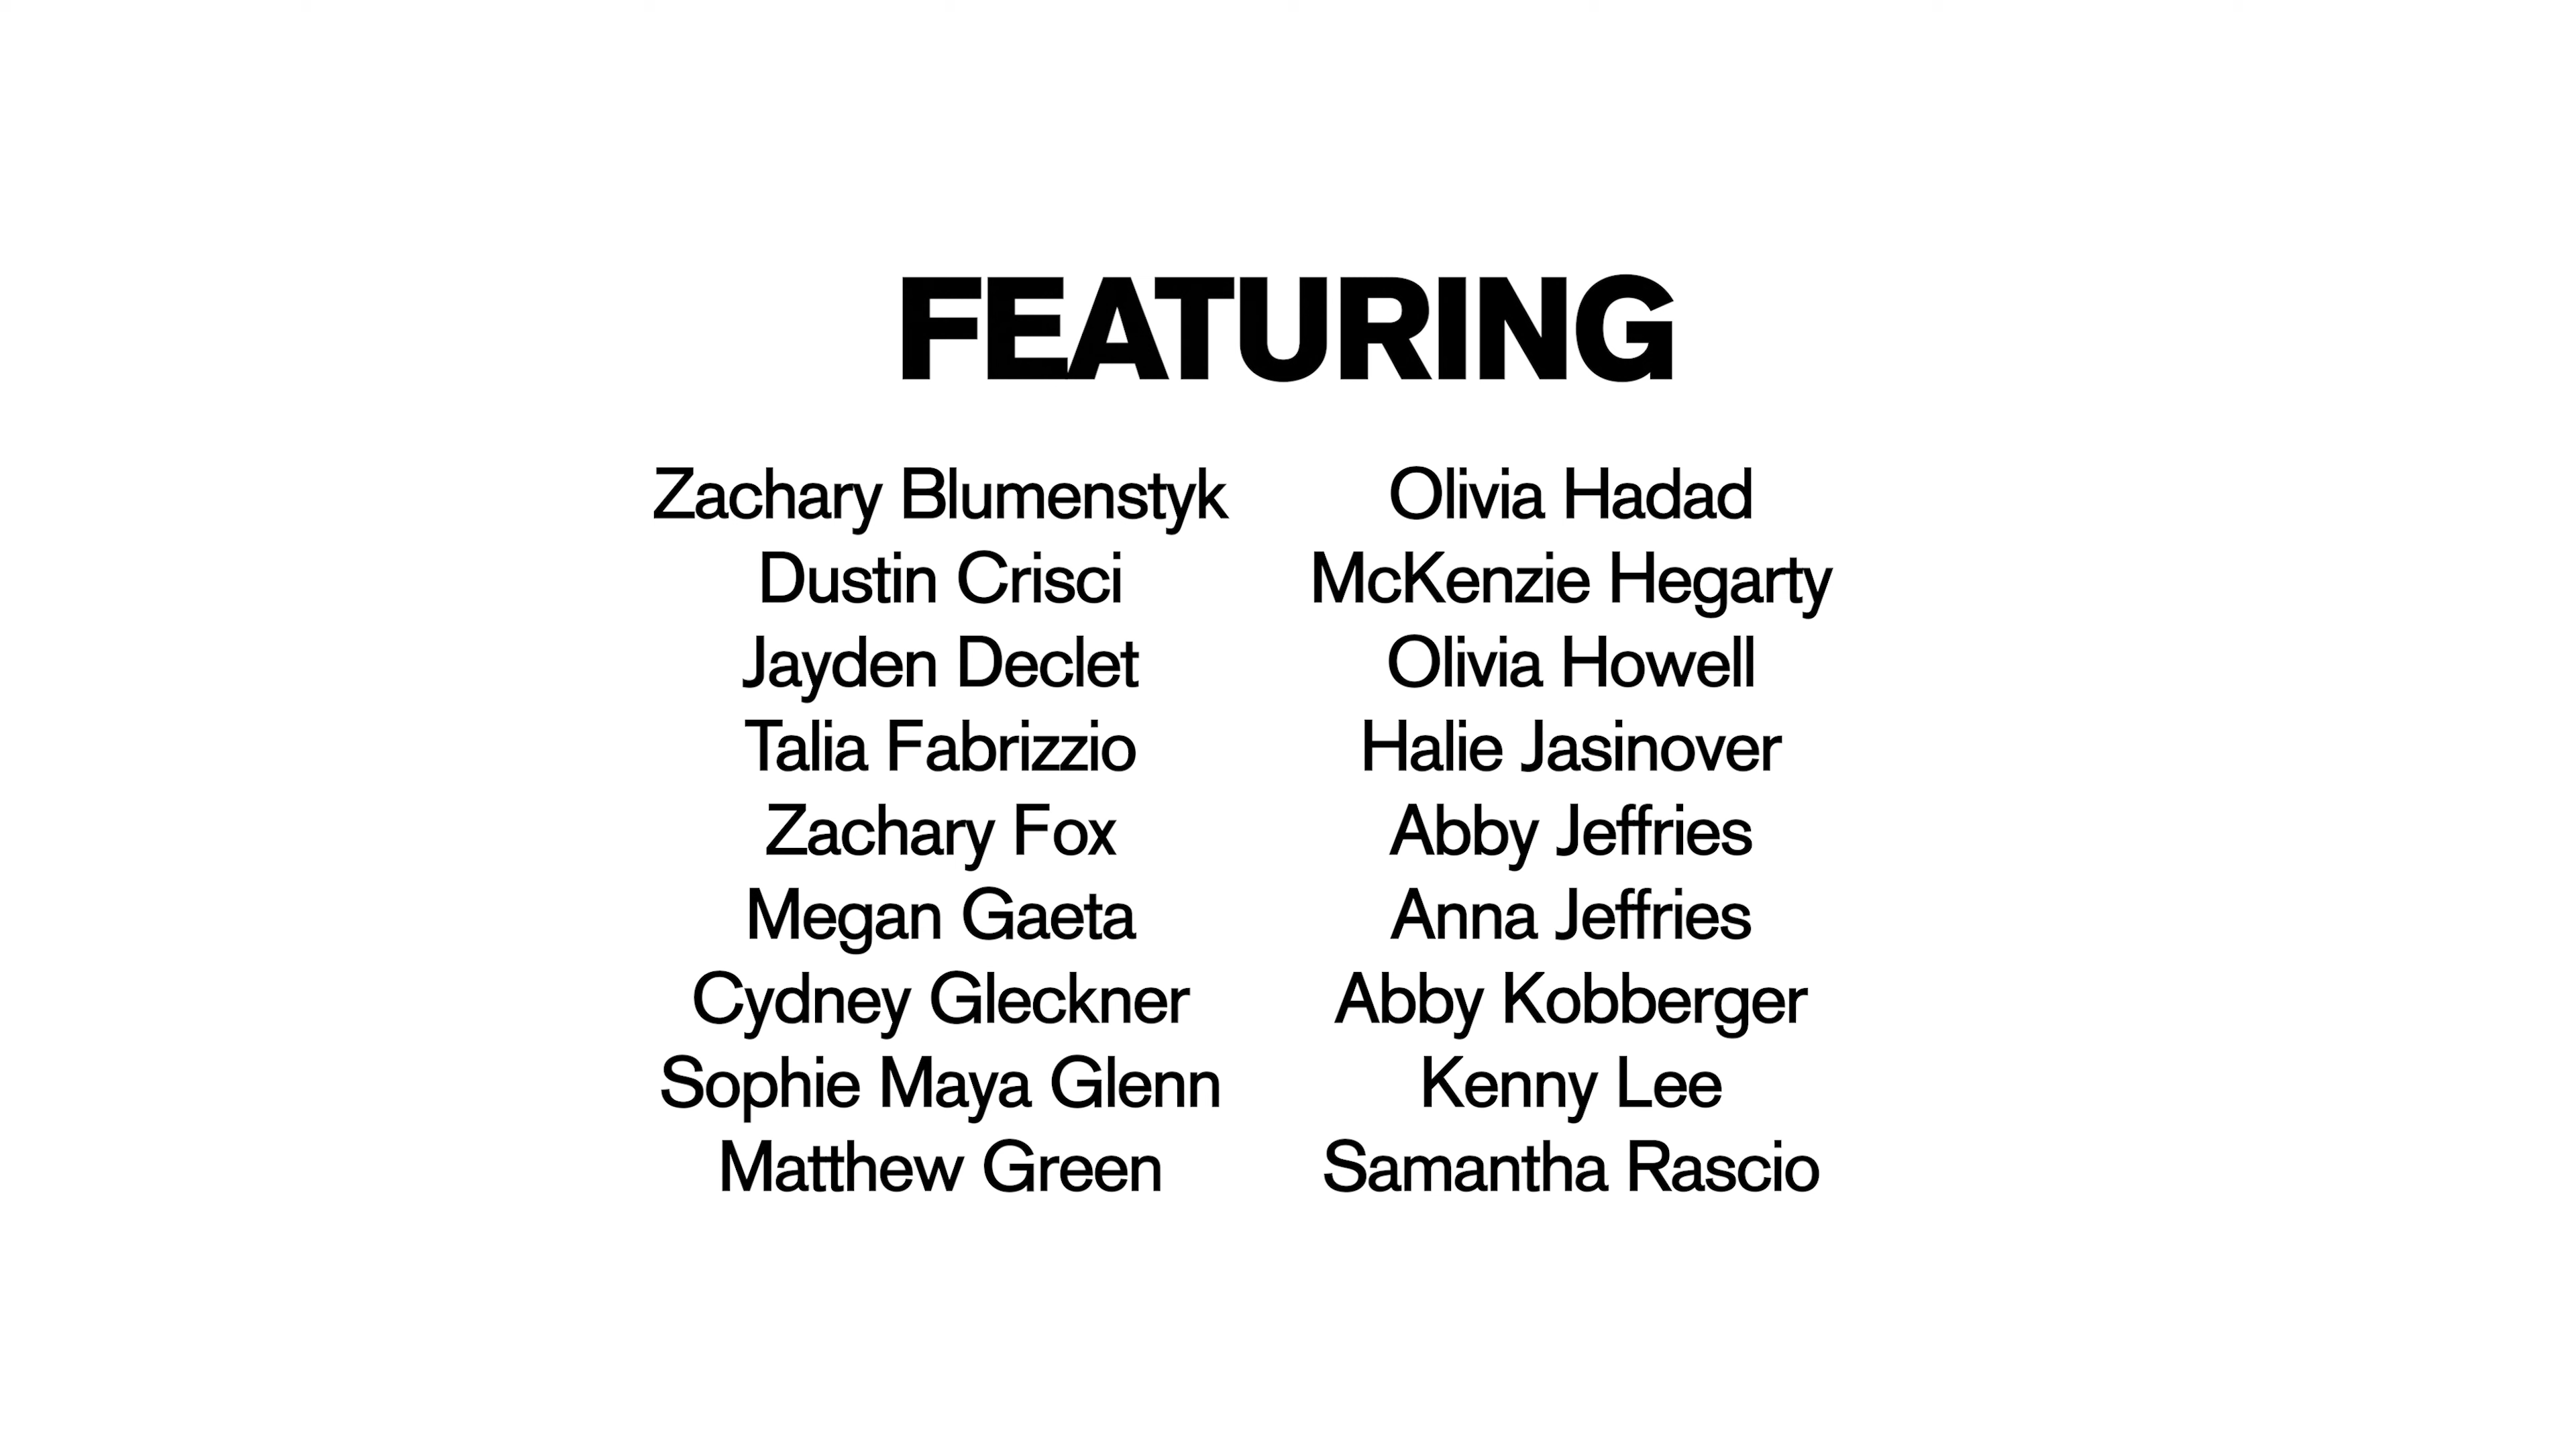 FEATURING
Zachary Blumenstyk
Dustin Crisci
Jayden Declet
Talia Fabrizzio
Zachary Fox
Megan Gaeta
Cydney Gleckner
Sophie Maya Glenn
Matthew Green
Olivia Hadad
McKenzie Hegarty
Olivia Howell
Halie Jasinover
Abby Jeffries
Anna Jeffries
Abby Kobberger
Kenny Lee
Samantha Rascio